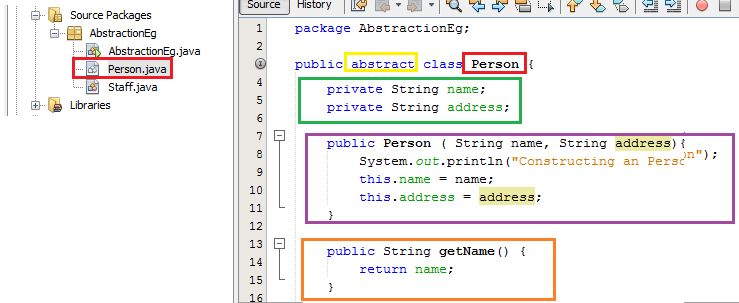 Source Packages
AbstractionEg
AbstractionEg.java
Person.java
Staff.java
Libraries
Source History
1 package AbstractionEg;
2
public abstract class Person {
4 private String name;
5 private String address;
6
7 public Person ( String name, String address){
8 System.out.println("Constructing an Person");
9 this.name = name;
10 this.address = address;
11 }
12
13 public String getName() {
14 return name;
15 }
16